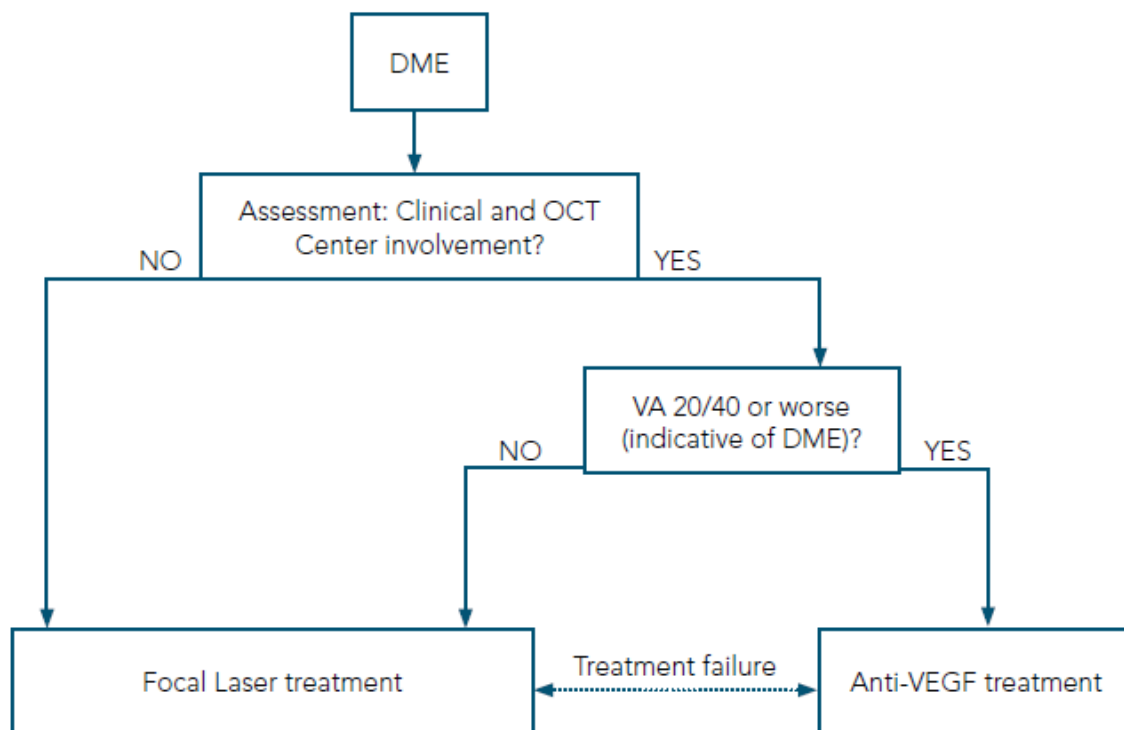 DME
Assessment: Clinical and OCT
Center involvement?
NO
YES
VA 20/40 or worse
(indicative of DME)?
NO
YES
Focal Laser treatment
Treatment failure
Anti-VEGF treatment